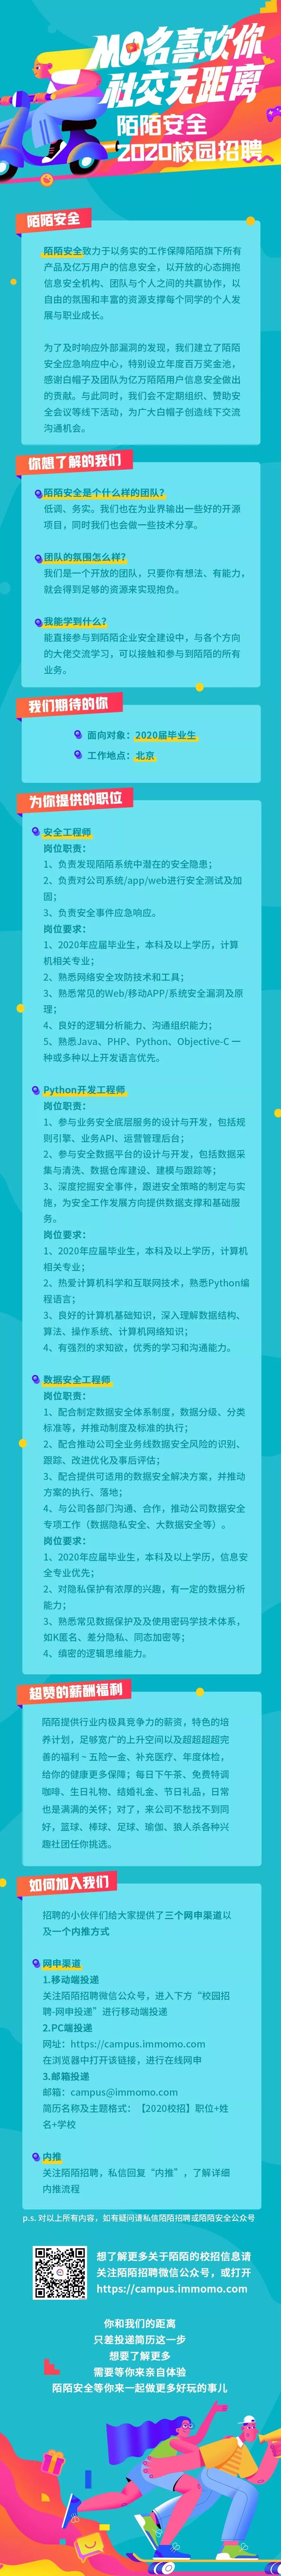 MO名喜欢你
社交无距离
陌陌安全
2020校园招聘
陌陌安全
陌陌安全致力于以务实的工作保障陌陌旗下所有
产品及亿万用户的信息安全，以开放的心态拥抱
信息安全机构、团队与个人之间的共赢协作，以
自由的氛围和丰富的资源支撑每个同学的个人发
展与职业成长。
为了及时响应外部漏洞的发现，我们建立了陌陌
安全应急响应中心，特别设立年度百万奖金池，
感谢白帽子及团队为亿万陌陌用户信息安全做出
的贡献。与此同时，我们会不定期组织、赞助安
全会议等线下活动，为广大白帽子创造线下交流
沟通机会。
你想了解的我们
陌陌安全是个什么样的团队？
低调、务实。我们也在为业界输出一些好的开源
项目，同时我们也会做一些技术分享。
团队的氛围怎么样？
我们是一个开放的团队，只要你有想法、有能力，
就会得到足够的资源来实现抱负。
我能学到什么？
能直接参与到陌陌企业安全建设中，与各个方向
的大佬交流学习，可以接触和参与到陌陌的所有
业务。
我们期待的你
面向对象：2020届毕业生
工作地点：北京
为你提供的职位
安全工程师
岗位职责：
1、负责发现陌陌系统中潜在的安全隐患；
2、负责对公司系统/app/web进行安全测试及加
固；
3、负责安全事件应急响应。
岗位要求：
1、2020年应届毕业生，本科及以上学历，计算
机相关专业；
2、熟悉网络安全攻防技术和工具；
3、熟悉常见的Web/移动APP/系统安全漏洞及原
理；
4、良好的逻辑分析能力、沟通组织能力；
5、熟悉Java、PHP、Python、Objective-C 一
种或多种以上开发语言优先。
Python开发工程师
岗位职责：
1、参与业务安全底层服务的设计与开发，包括规
则引擎、业务API、运营管理后台；
2、参与安全数据平台的设计与开发，包括数据采
集与清洗、数据仓库建设、建模与跟踪等；
3、深度挖掘安全事件，跟进安全策略的制定与实
施，为安全工作发展方向提供数据支撑和基础服
务。
岗位要求：
1、2020年应届毕业生，本科及以上学历，计算机
相关专业；
2、热爱计算机科学和互联网技术，熟悉Python编
程语言；
3、良好的计算机基础知识，深入理解数据结构、
算法、操作系统、计算机网络知识；
4、有强烈的求知欲，优秀的学习和沟通能力。
数据安全工程师
岗位职责：
1、配合制定数据安全体系制度，数据分级、分类
标准等，并推动制度及标准的执行；
2、配合推动公司全业务线数据安全风险的识别、
跟踪、改进优化及事后评估；
3、配合提供可适用的数据安全解决方案，并推动
方案的执行、落地；
4、与公司各部门沟通、合作，推动公司数据安全
专项工作（数据隐私安全、大数据安全等）。
岗位要求：
1、2020年应届毕业生，本科及以上学历，信息安
全专业优先；
2、对隐私保护有浓厚的兴趣，有一定的数据分析
能力；
3、熟悉常见数据保护及及使用密码学技术体系，
如K匿名、差分隐私、同态加密等；
4、缜密的逻辑思维能力。
超赞的薪酬福利
陌陌提供行业内极具竞争力的薪资，特色的培
养计划，足够宽广的上升空间以及超超超超完
善的福利~五险一金、补充医疗、年度体检，
给你的健康更多保障；每日下午茶、免费特调
咖啡、生日礼物、结婚礼金、节日礼品，日常
也是满满的关怀；对了，来公司不愁找不到同
好，篮球、棒球、足球、瑜伽、狼人杀各种兴
趣社团任你挑选。
如何加入我们
招聘的小伙伴们给大家提供了三个网申渠道以
及一个内推方式
网申渠道
1.移动端投递
关注陌陌招聘微信公众号，进入下方“校园招
聘-网申投递”进行移动端投递
2.PC端投递
网址：https://campus.immomo.com
在浏览器中打开该链接，进行在线网申
3.邮箱投递
邮箱：campus@immomo.com
简历名称及主题格式：【2020校招】职位+姓
名+学校
内推
关注陌陌招聘，私信回复“内推”，了解详细
内推流程
p.s. 对以上所有内容，如有疑问请私信陌陌招聘或陌陌安全公众号
想了解更多关于陌陌的校招信息请
关注陌陌招聘微信公众号，或打开
https://campus.immomo.com
你和我们的距离
只差投递简历这一步
想要了解更多
需要等你来亲自体验
陌陌安全等你来一起做更多好玩的事儿